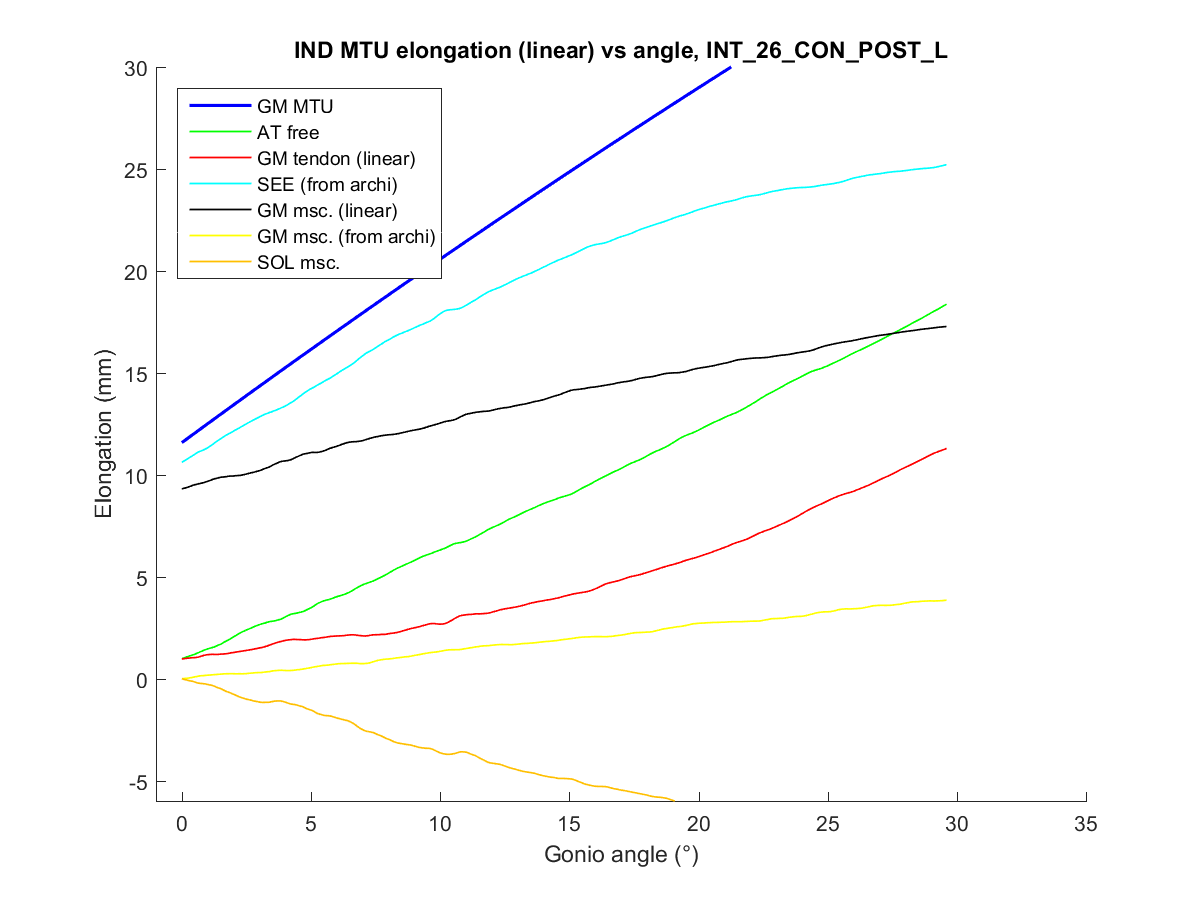 IND MTU elongation (linear) vs angle, INT_26_CON_POST_L
30
25
20
15
10
5
0
-5
Elongation (mm)
GM MTU
AT free
GM tendon (linear)
SEE (from archi)
GM msc. (linear)
GM msc. (from archi)
SOL msc.
0 5 10 15 20 25 30 35
Gonio angle (°)